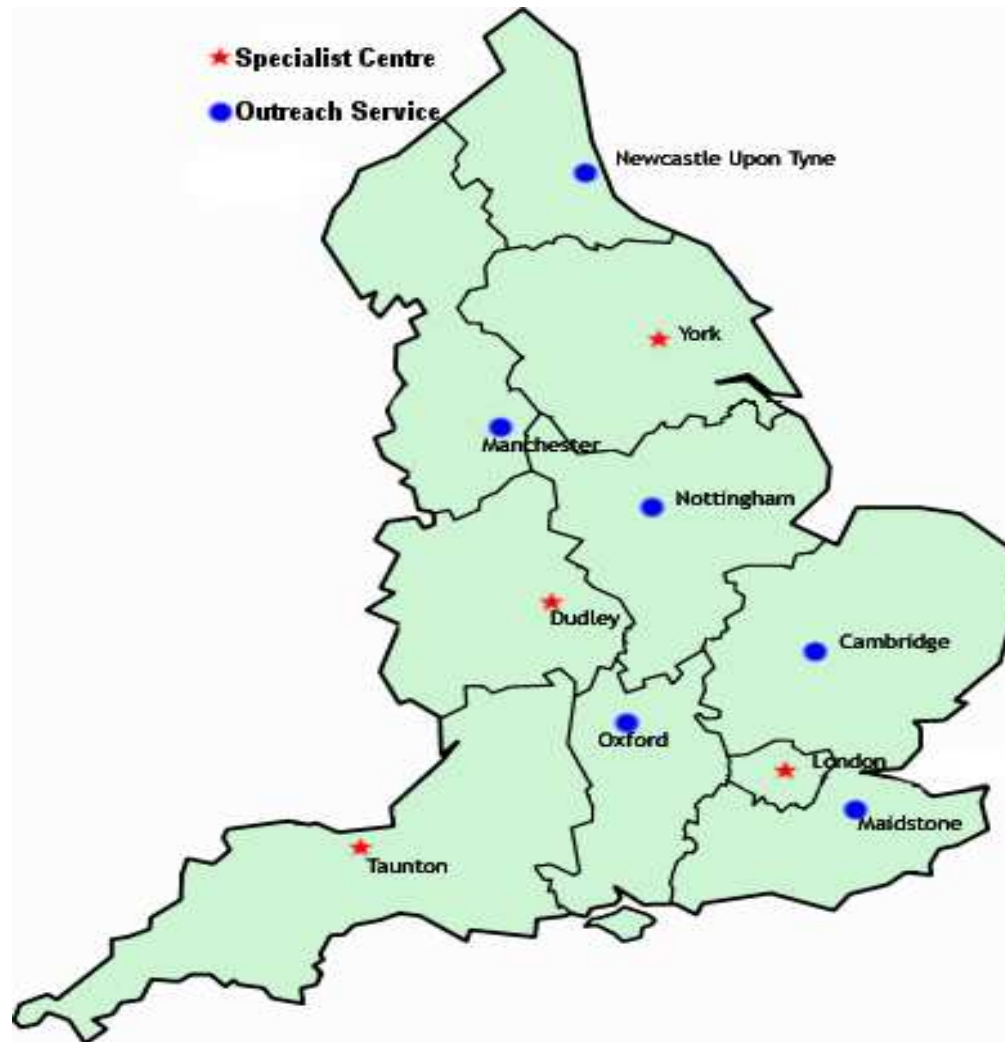 Specialist Centre
Outreach Service
Newcastle Upon Tyne
York
Manchester
Nottingham
Dudley
Cambridge
Oxford
London
Maidstone
Taunton